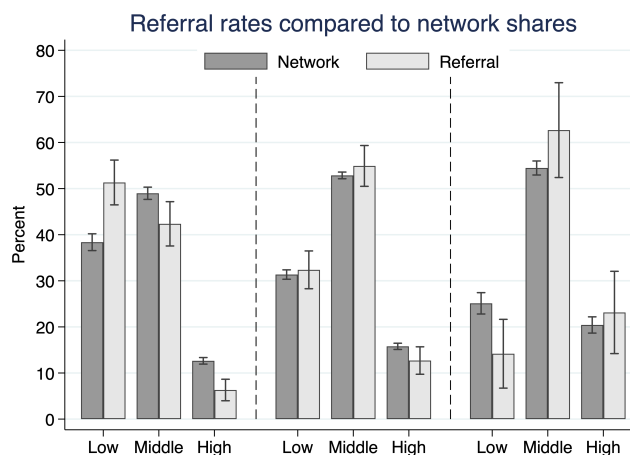 Referral rates compared to network shares
Network Referral
Percent
80
70
60
50
40
30
20
10
0
Low Middle High Low Middle High Low Middle High